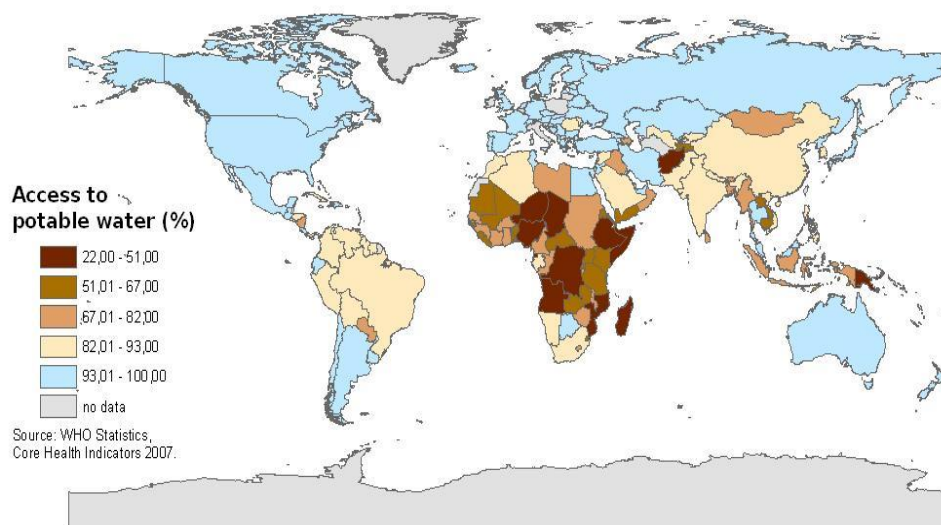 Access to
potable water (%)
22,00 - 51,00
51,01 - 67,00
67,01 - 82,00
82,01 - 93,00
93,01 - 100,00
no data
Source: WHO Statistics,
Core Health Indicators 2007.